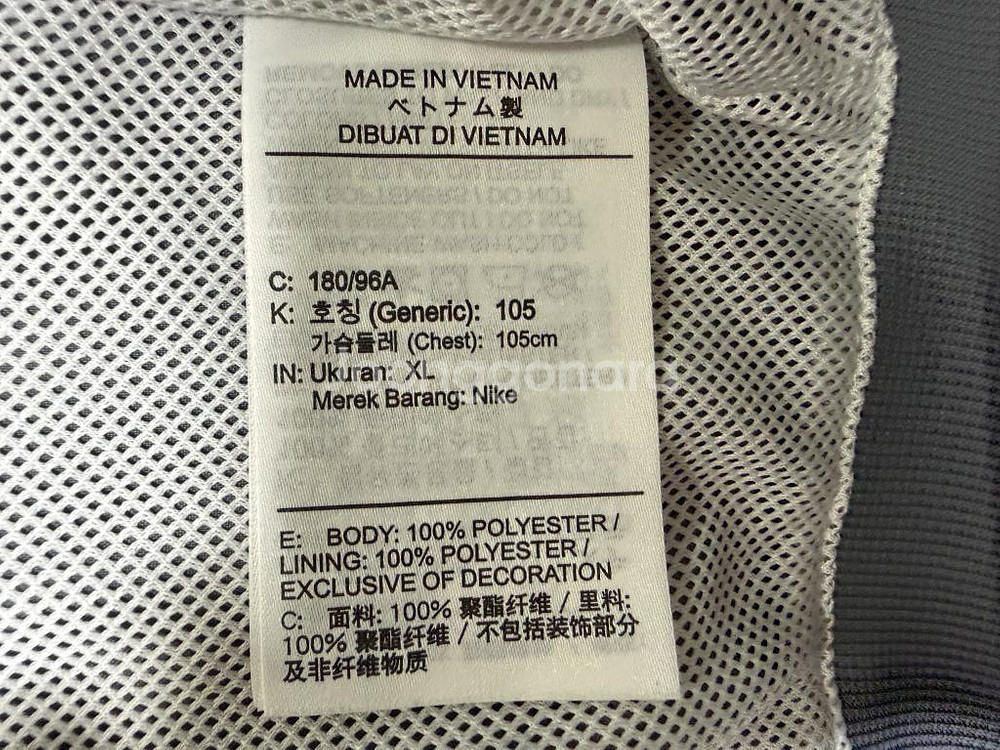 MADE IN VIETNAM
ベトナム製
DIBUAT DI VIETNAM
C: 180/96A
K: 호칭 (Generic): 105
가슴둘레 (Chest): 105cm
IN: Ukuran: XL
Merek Barang: Nike
E: BODY: 100% POLYESTER /
LINING: 100% POLYESTER /
EXCLUSIVE OF DECORATION
C: 面料: 100% 聚酯纤维 / 里料:
100% 聚酯纤维 / 不包括装饰部分
及非纤维物质